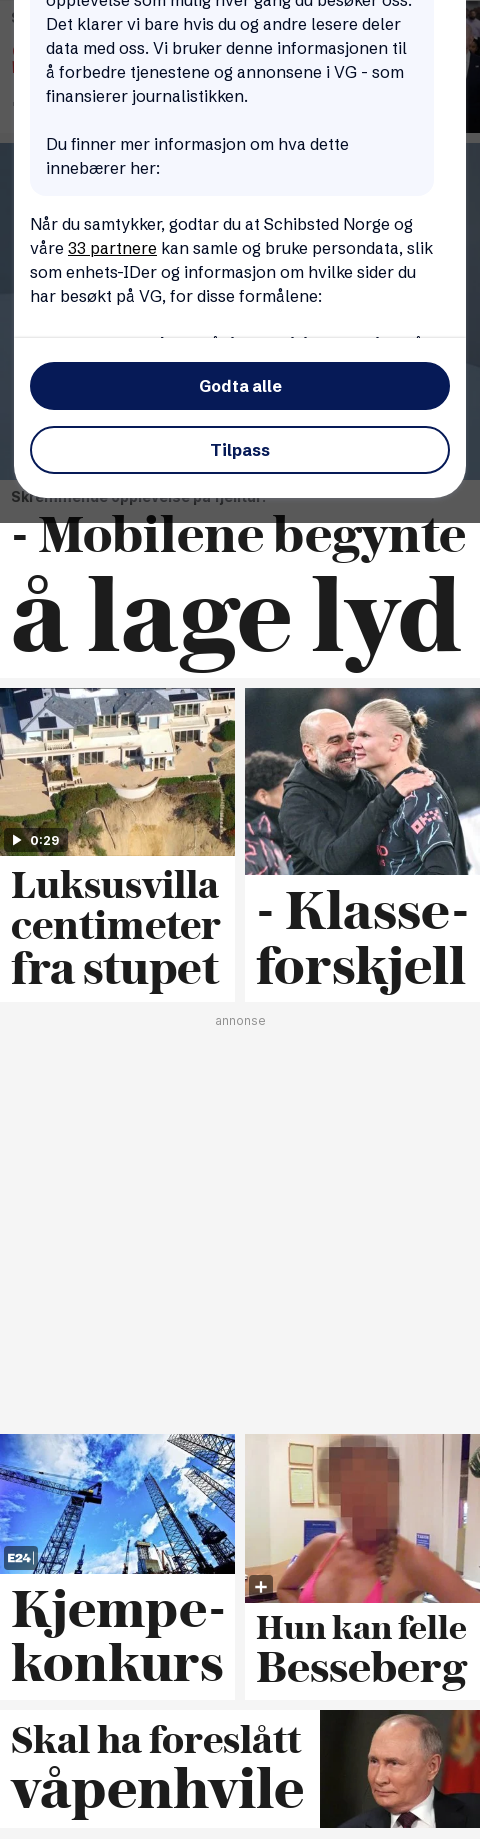 opplevelse som mulig hver gang du besøker oss.
Det klarer vi bare hvis du og andre lesere deler
data med oss. Vi bruker denne informasjonen til
å forbedre tjenestene og annonsene i VG - som
finansierer journalistikken.
Du finner mer informasjon om hva dette
innebærer her:
Når du samtykker, godtar du at Schibsted Norge og
våre 33 partnere kan samle og bruke persondata, slik
som enhets-IDer og informasjon om hvilke sider du
har besøkt på VG, for disse formålene:
Godta alle
Tilpass
Skremmende opplevelse på fjelltur:
- Mobilene begynte
å lage lyd
0:29
Luksusvilla
centimeter
fra stupet
- Klasse-
forskjell
annonse
E24
Kjempe-
konkurs
Hun kan felle
Besseberg
Skal ha foreslått
våpenhvile